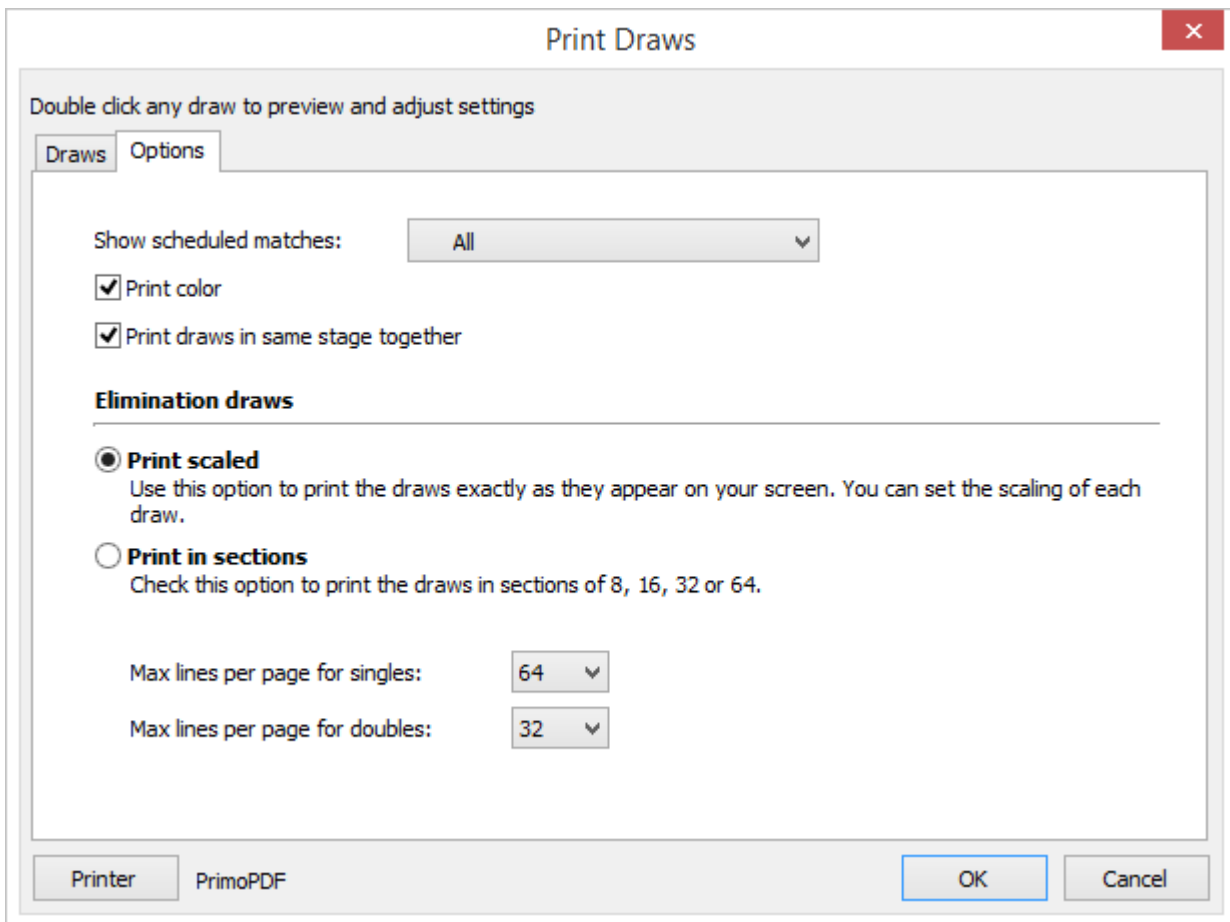 Print Draws
Double click any draw to preview and adjust settings
Draws Options
Show scheduled matches: All
Print color
Print draws in same stage together
Elimination draws
Print scaled
Use this option to print the draws exactly as they appear on your screen. You can set the scaling of each
draw.
Print in sections
Check this option to print the draws in sections of 8, 16, 32 or 64.
Max lines per page for singles: 64
Max lines per page for doubles: 32
Printer PrimoPDF OK Cancel